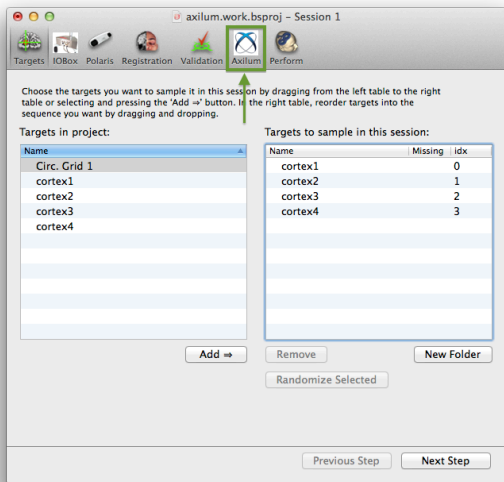 axilum.work.bsproj – Session 1
Targets IOBox Polaris Registration Validation Axilum Perform
Choose the targets you want to sample it in this session by dragging from the left table to the right
table or selecting and pressing the 'Add ⇒' button. In the right table, reorder targets into the
sequence you want by dragging and dropping.
Targets in project: Targets to sample in this session:
Name Name Missing idx
Circ. Grid 1 cortex1 0
cortex1 cortex2 1
cortex2 cortex3 2
cortex3 cortex4 3
cortex4
Add ⇒ Remove New Folder
Randomize Selected
Previous Step Next Step